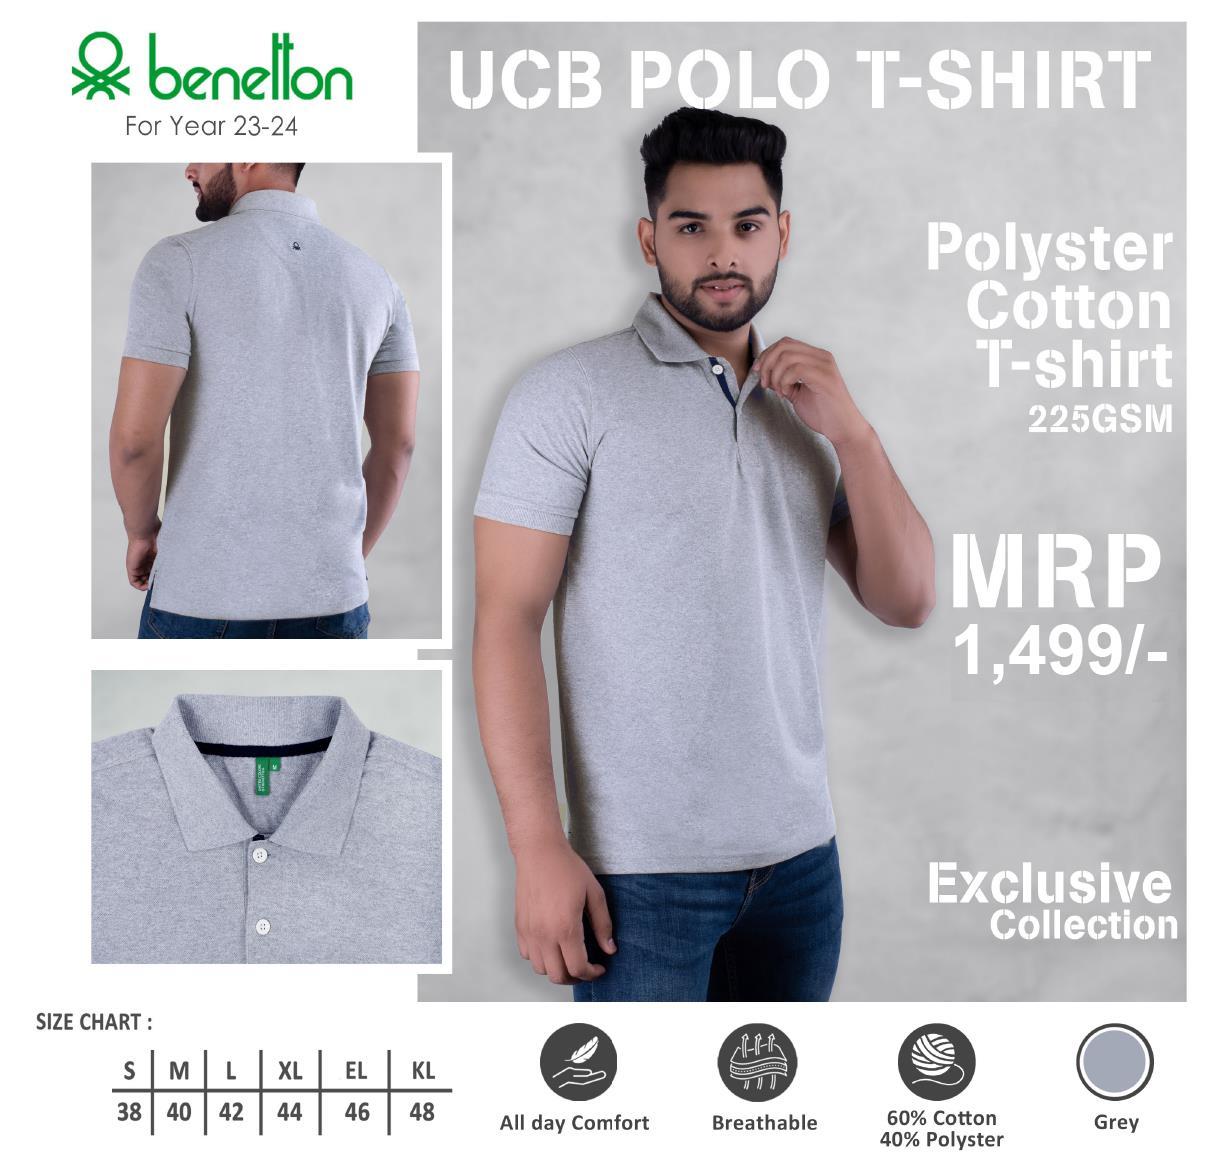 benetton
For Year 23-24
UCB POLO T-SHIRT
Polyster
Cotton
T-shirt
225GSM
MRP
1,499/-
M
Exclusive
Collection
SIZE CHART :
S M L XL EL KL
38 40 42 44 46 48
All day Comfort
Breathable
60% Cotton
40% Polyster
Grey